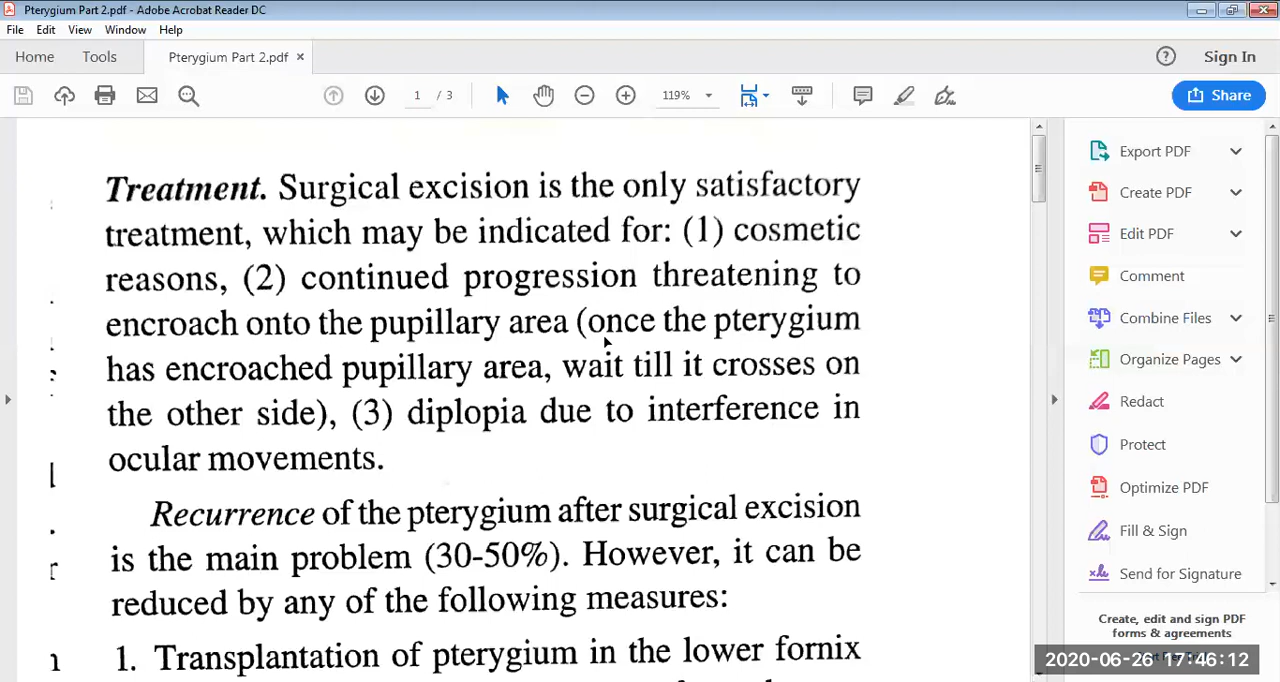 Pterygium Part 2.pdf - Adobe Acrobat Reader DC
File Edit View Window Help
Home Tools Pterygium Part 2.pdf × Sign In
1 / 3 119% Share
Treatment. Surgical excision is the only satisfactory
treatment, which may be indicated for: (1) cosmetic
reasons, (2) continued progression threatening to
encroach onto the pupillary area (once the pterygium
has encroached pupillary area, wait till it crosses on
the other side), (3) diplopia due to interference in
ocular movements.
Recurrence of the pterygium after surgical excision
is the main problem (30-50%). However, it can be
reduced by any of the following measures:
1. Transplantation of pterygium in the lower fornix
Export PDF
Create PDF
Edit PDF
Comment
Combine Files
Organize Pages
Redact
Protect
Optimize PDF
Fill & Sign
Send for Signature
Create, edit and sign PDF
forms & agreements
2020-06-26 17:46:12